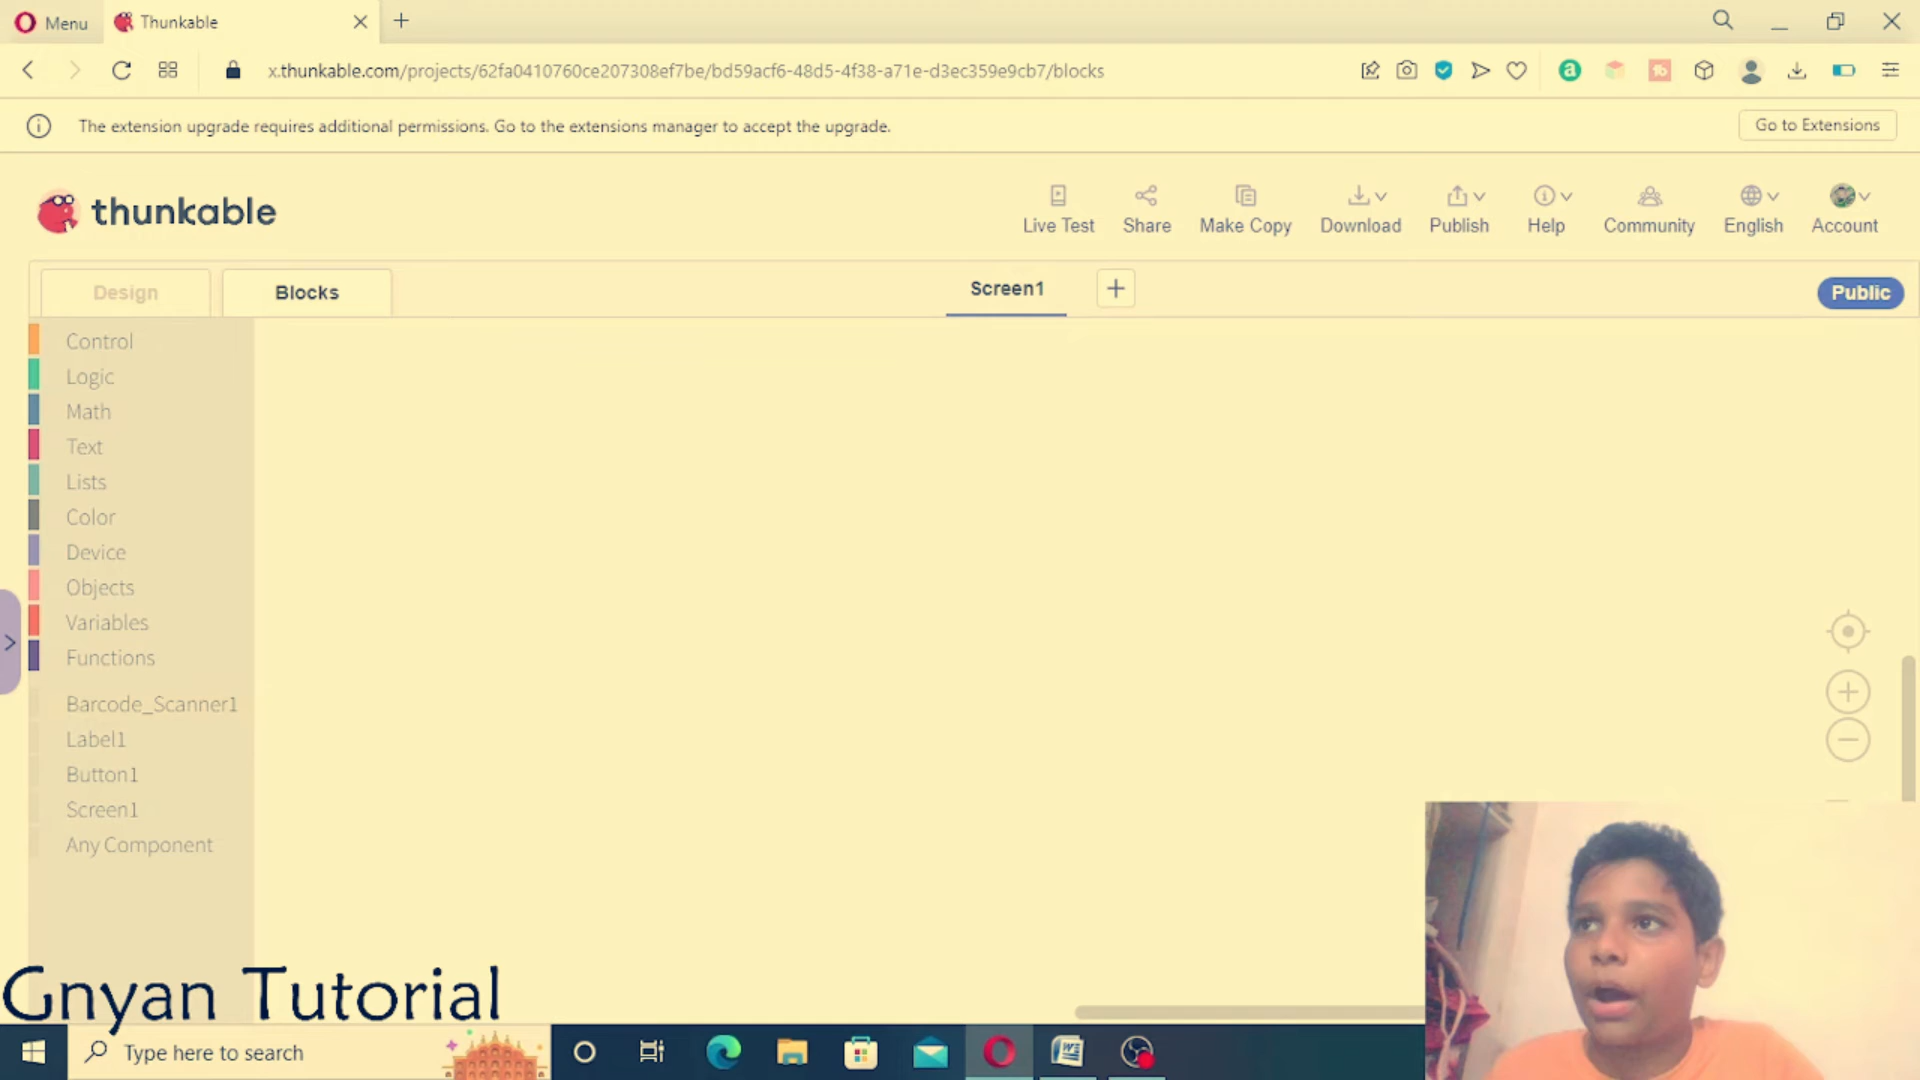 Menu
Thunkable
x.thunkable.com/projects/62fa0410760ce207308ef7be/bd59acf6-48d5-4f38-a71e-d3ec359e9cb7/blocks
The extension upgrade requires additional permissions. Go to the extensions manager to accept the upgrade.
Go to Extensions
thunkable
Live Test
Share
Make Copy
Download
Publish
Help
Community
English
Account
Design
Blocks
Screen1
Public
Control
Logic
Math
Text
Lists
Color
Device
Objects
Variables
Functions
Barcode_Scanner1
Label1
Button1
Screen1
Any Component
Gnyan Tutorial
Type here to search